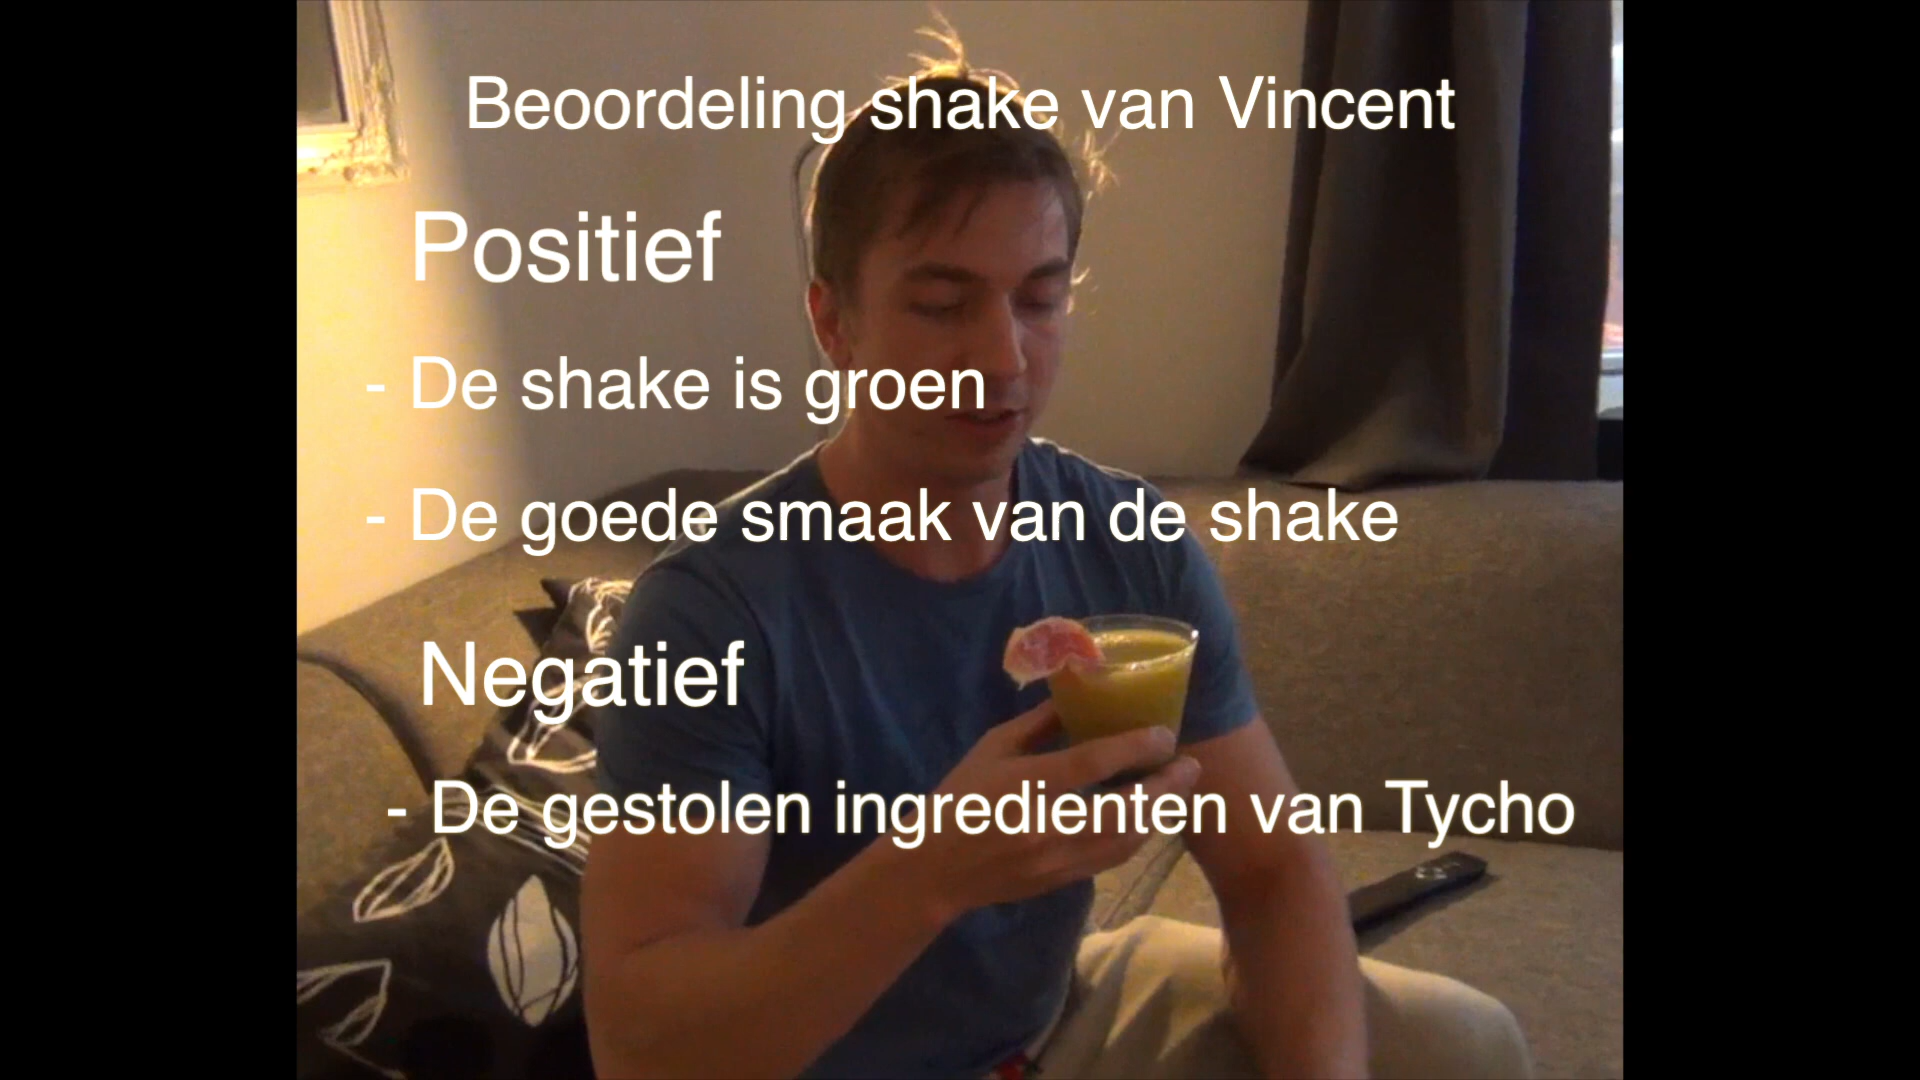 Beoordeling shake van Vincent
Positief
- De shake is groen
- De goede smaak van de shake
Negatief
- De gestolen ingredienten van Tycho